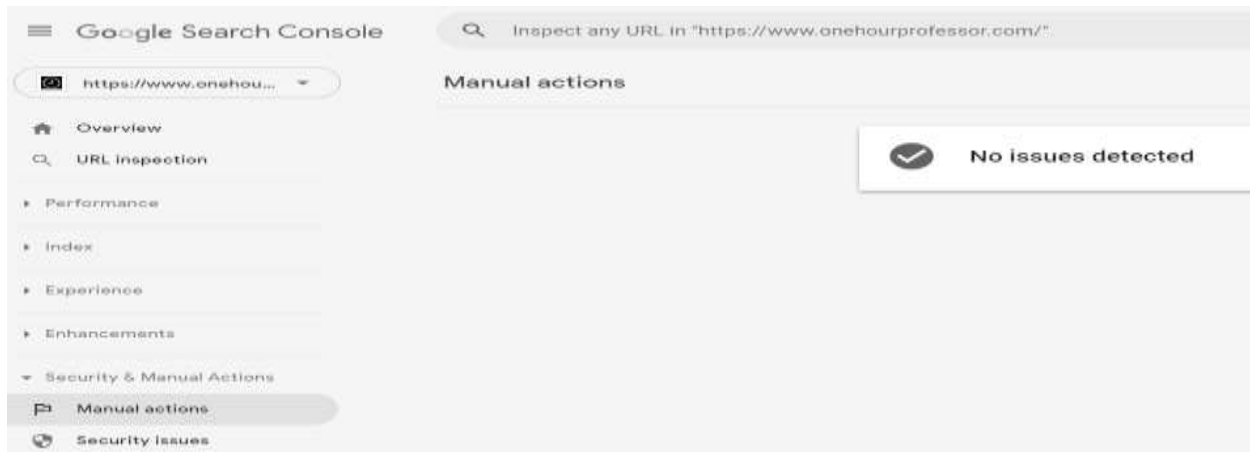 Google Search Console
Inspect any URL in "https://www.onehourprofessor.com/"
https://www.onehou...
Manual actions
Overview
URL inspection
No issues detected
Performance
Index
Experience
Enhancements
Security & Manual Actions
Manual actions
Security issues